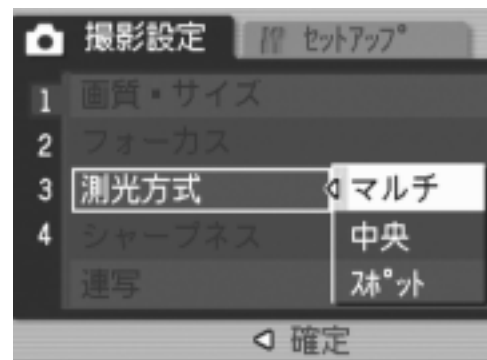 撮影設定 セットアップ
1 画質・サイズ
2 フォーカス
3 測光方式 マルチ
4 シャープネス 中央
連写 スポット
確定